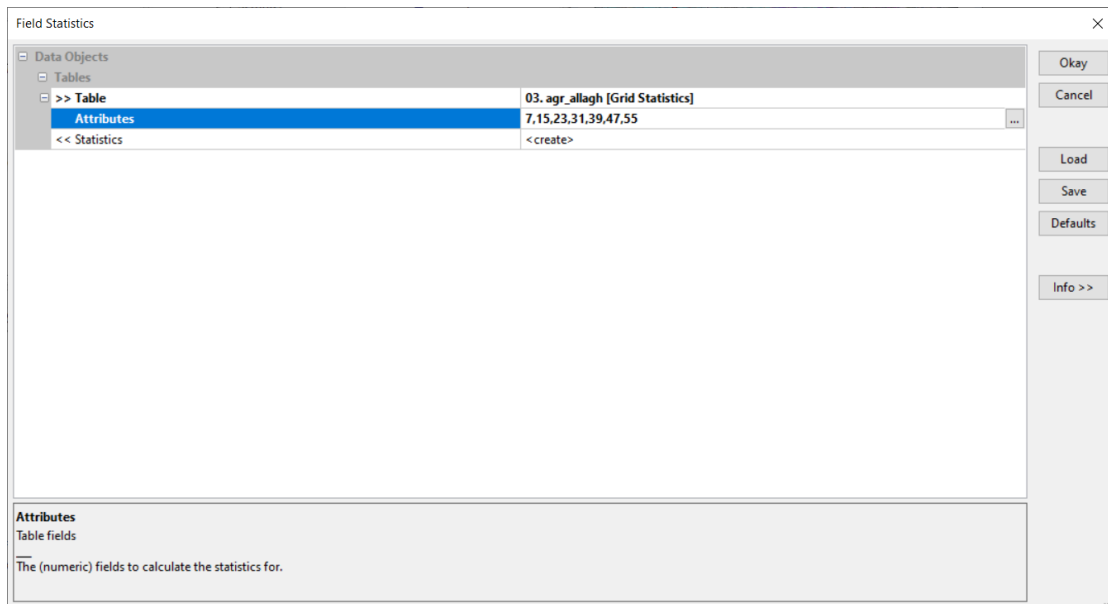 Field Statistics
Data Objects
Tables
>> Table 03. agr_allagh [Grid Statistics]
Attributes 7,15,23,31,39,47,55 ...
<< Statistics <create>
Okay
Cancel
Load
Save
Defaults
Info >>
Attributes
Table fields
The (numeric) fields to calculate the statistics for.